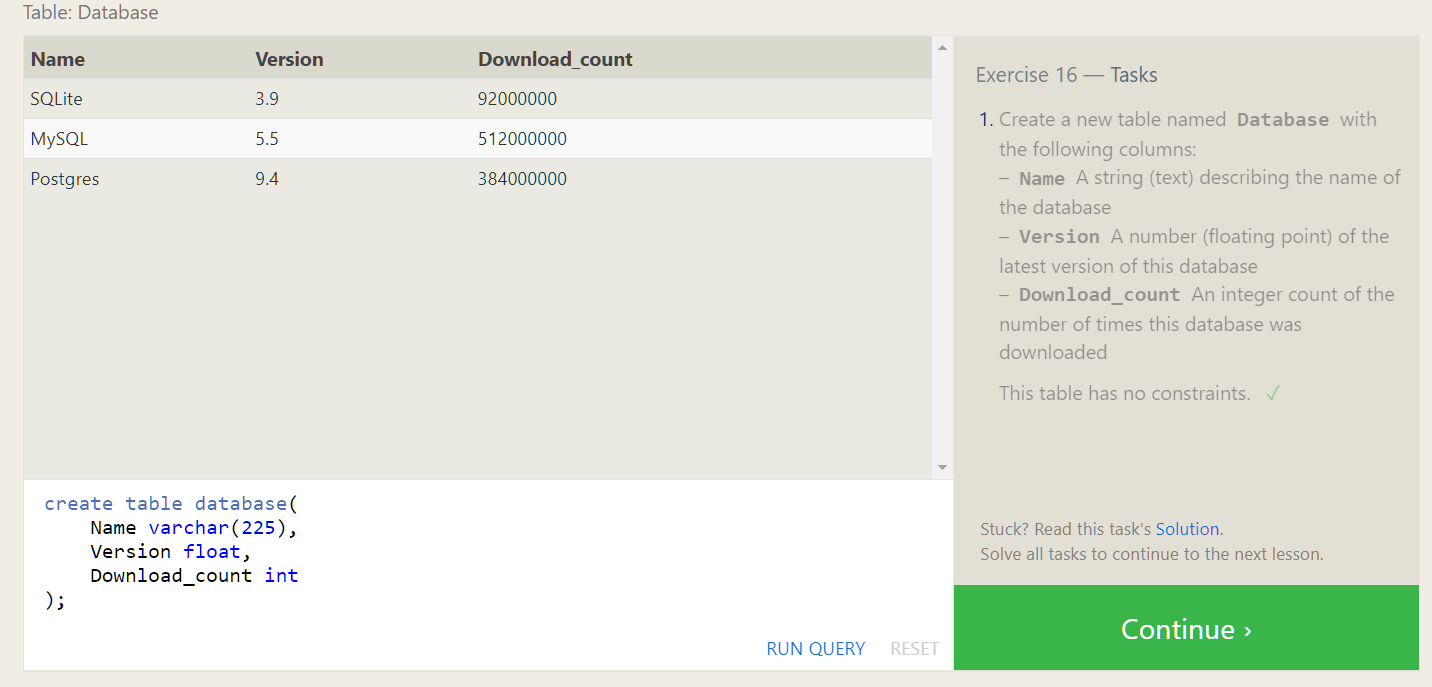 Table: Database
Name Version Download_count
SQLite 3.9 92000000
MySQL 5.5 512000000
Postgres 9.4 384000000
create table database(
    Name varchar(225),
    Version float,
    Download_count int
);
RUN QUERY RESET
Exercise 16 — Tasks
1. Create a new table named Database with
the following columns:
– Name A string (text) describing the name of
the database
– Version A number (floating point) of the
latest version of this database
– Download_count An integer count of the
number of times this database was
downloaded
This table has no constraints. ✓
Stuck? Read this task's Solution.
Solve all tasks to continue to the next lesson.
Continue ›